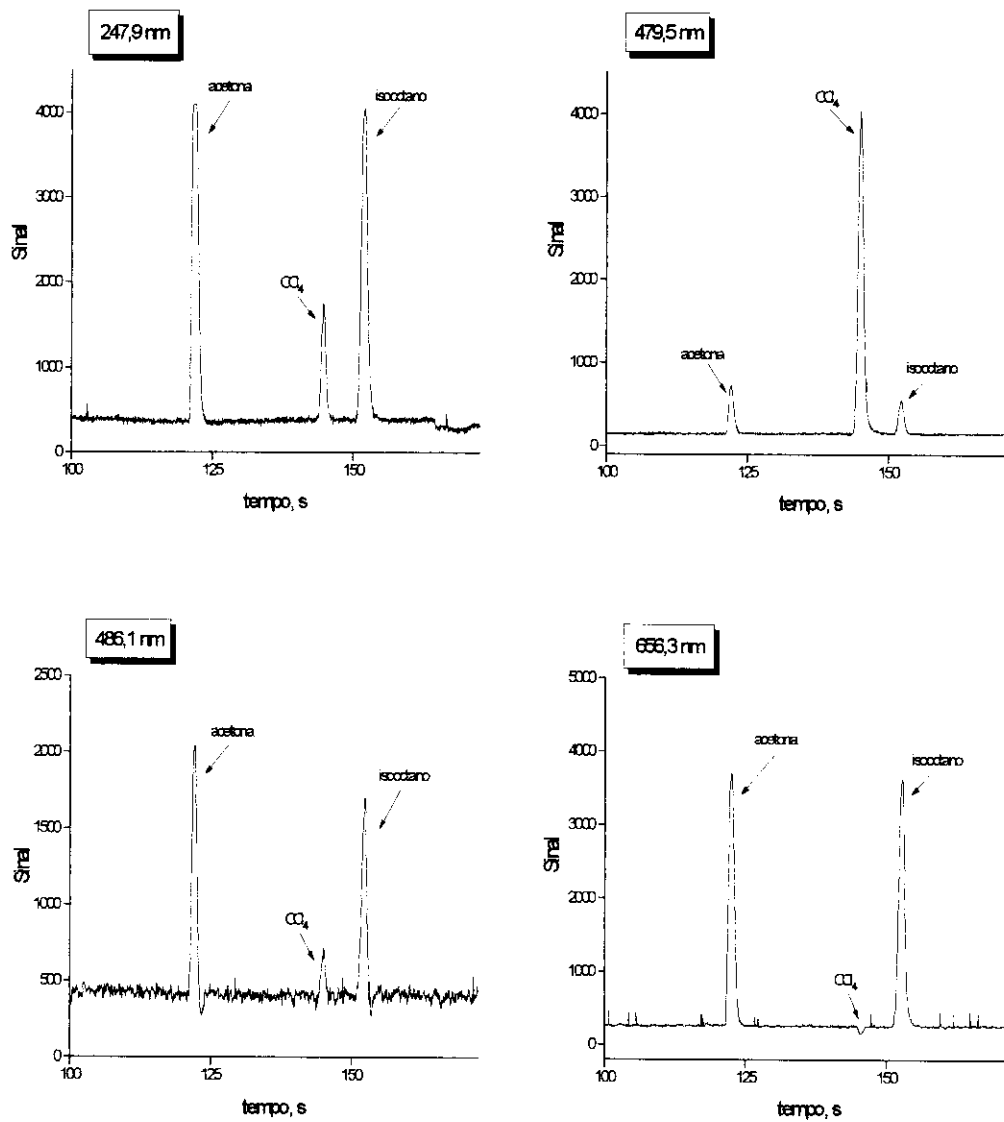 247,9 nm
acetona
isooctano
CCl4
4000
3000
2000
1000
0
Sinal
100
125
150
tempo, s
479,5 nm
CCl4
acetona
isooctano
4000
3000
2000
1000
0
Sinal
100
125
150
tempo, s
486,1 nm
acetona
isooctano
CCl4
2500
2000
1500
1000
500
0
Sinal
100
125
150
tempo, s
656,3 nm
acetona
isooctano
CCl4
5000
4000
3000
2000
1000
0
Sinal
100
125
150
tempo, s